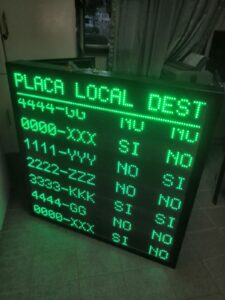 PLACA LOCAL DEST
4444-GG NO NO
0000-XXX SI NO
1111-YYY NO SI
2222-ZZZ NO NO
3333-KKK NO SI
4444-GG NO NO
0000-XXX SI NO